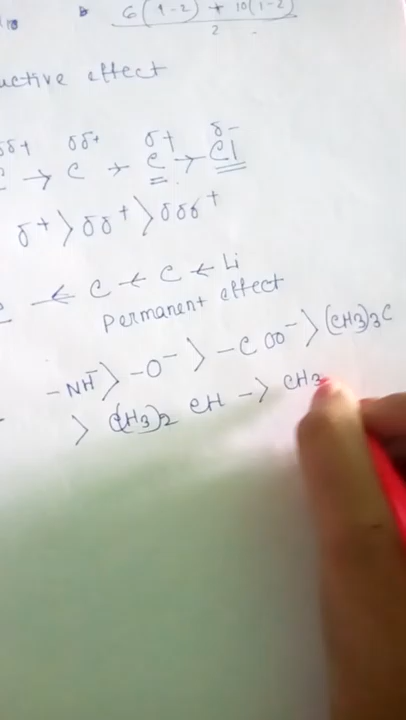 6(1-2) + 10(1-2)
2
uctive effect
δδ+ δδ+ δ+ δ-
C → C → C → Cl
δ+ > δδ+ > δδδ+
← C ← C ← Li
Permanent effect
-NH⁻ > -O⁻ > -COO⁻ > (CH3)3C
> (CH3)2 CH -> CH3